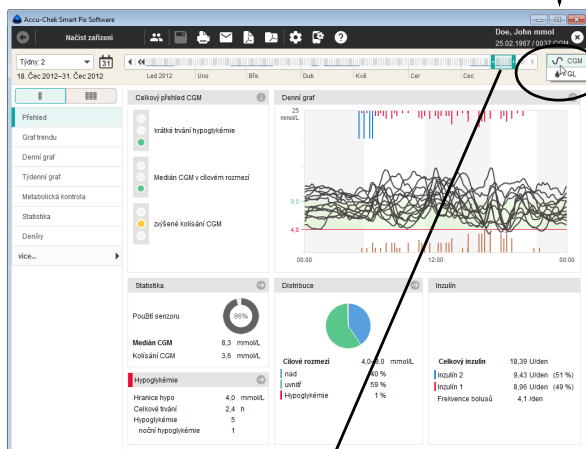 Accu-Chek Smart Pix Software
Načíst zařízení
Doe, John mmol
25.02.1967 / 0037
Týdny: 2
31
18. Čec 2012–31. Čec 2012
Led 2012 Úno Bře Dub Kvě Čer Čec
CGM
GL
Přehled
Graf trendu
Denní graf
Týdenní graf
Metabolická kontrola
Statistika
Deníky
více...
Celkový přehled CGM
krátké trvání hypoglykémie
Medián CGM v cílovém rozmezí
zvýšené kolísání CGM
Denní graf
25
mmol/L
9,0
4,0
00:00 12:00 00:00
Statistika
Použití senzoru 96%
Medián CGM 8,3 mmol/L
Kolísání CGM 3,6 mmol/L
Hypoglykémie
Hranice hypo 4,0 mmol/L
Celkové trvání 2,4 h
Hypoglykémie 5
noční hypoglykémie 1
Distribuce
Cílové rozmezí 4,0–9,0 mmol/L
nad 40 %
uvnitř 59 %
Hypoglykémie 1 %
Inzulín
Celkový inzulín 18,39 U/den
Inzulín 2 9,43 U/den (51 %)
Inzulín 1 8,96 U/den (49 %)
Frekvence bolusů 4,1 /den